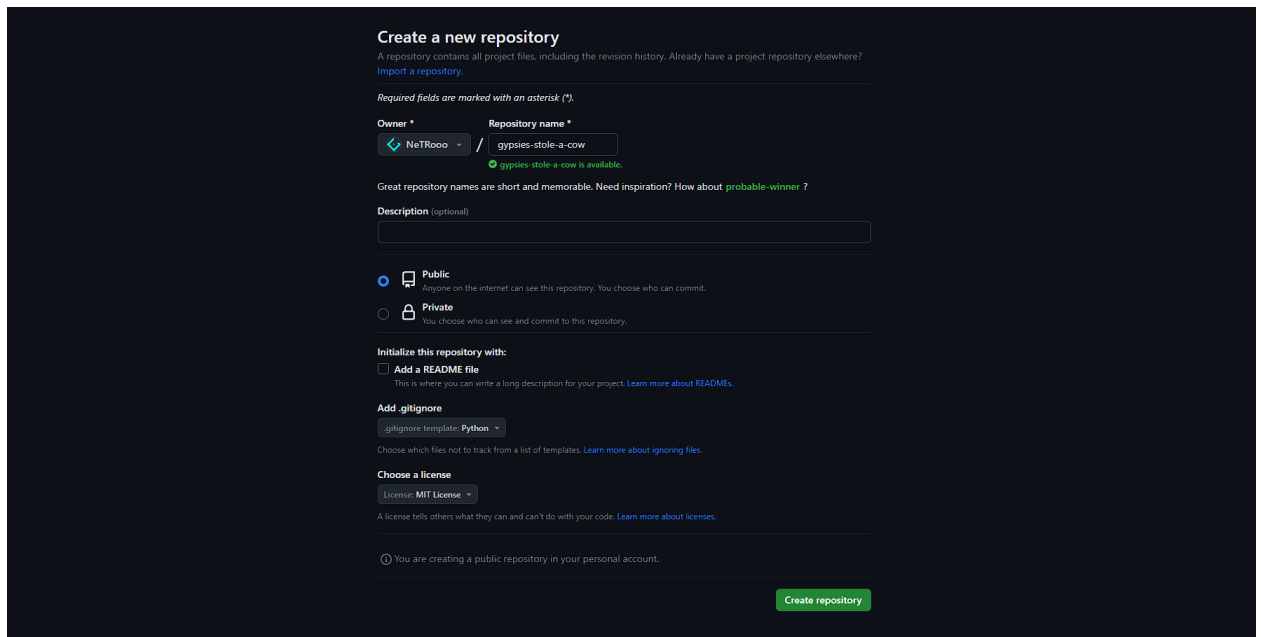 Create a new repository
A repository contains all project files, including the revision history. Already have a project repository elsewhere?
Import a repository.
Required fields are marked with an asterisk (*).
Owner * Repository name *
NeTRooo / gypsies-stole-a-cow
gypsies-stole-a-cow is available.
Great repository names are short and memorable. Need inspiration? How about probable-winner ?
Description (optional)
Public
Anyone on the internet can see this repository. You choose who can commit.
Private
You choose who can see and commit to this repository.
Initialize this repository with:
Add a README file
This is where you can write a long description for your project. Learn more about READMEs.
Add .gitignore
.gitignore template: Python
Choose which files not to track from a list of templates. Learn more about ignoring files.
Choose a license
License: MIT License
A license tells others what they can and can't do with your code. Learn more about licenses.
You are creating a public repository in your personal account.
Create repository